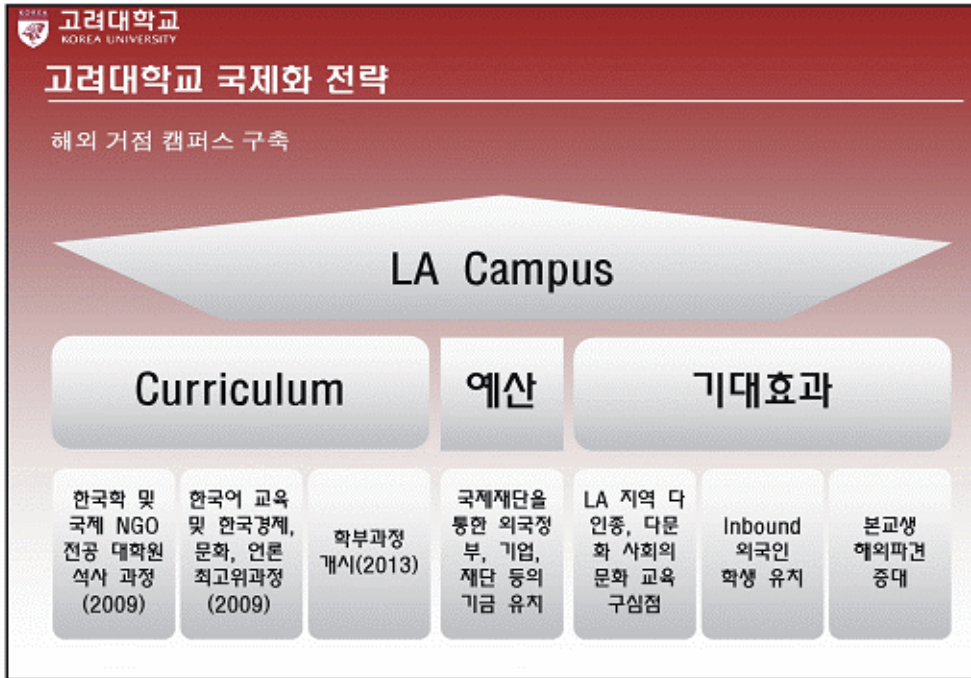 KOREA
고려대학교
KOREA UNIVERSITY
고려대학교 국제화 전략
해외 거점 캠퍼스 구축
LA Campus
Curriculum
예산
기대효과
한국학 및
국제 NGO
전공 대학원
석사 과정
(2009)
한국어 교육
및 한국경제,
문화, 언론
최고위과정
(2009)
학부과정
개시(2013)
국제재단을
통한 외국정
부, 기업,
재단 등의
기금 유치
LA 지역 다
인종, 다문
화 사회의
문화 교육
구심점
Inbound
외국인
학생 유치
본교생
해외파견
증대